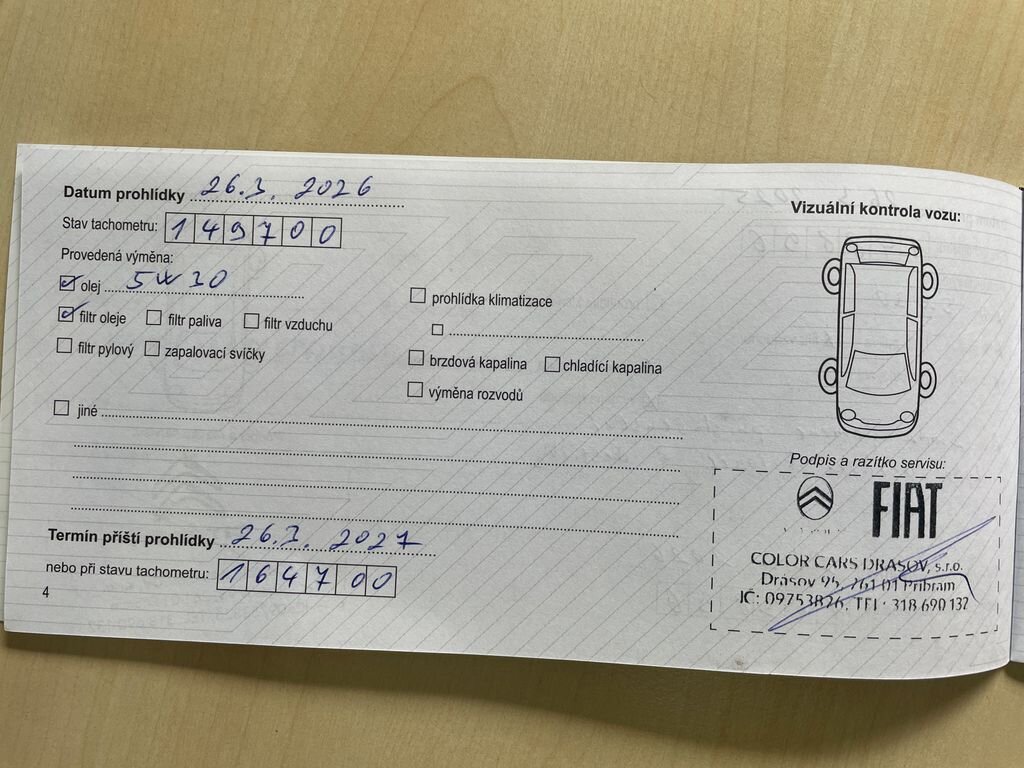 Datum prohlídky 26.3. 2026
Stav tachometru: 149700
Provedená výměna:
olej 5W30
filtr oleje filtr paliva filtr vzduchu
filtr pylový zapalovací svíčky
prohlídka klimatizace
brzdová kapalina chladící kapalina
výměna rozvodů
jiné
Termín příští prohlídky 26.3. 2027
nebo při stavu tachometru: 164700
4
Vizuální kontrola vozu:
Podpis a razítko servisu:
FIAT
COLOR CARS DRASOV, s.r.o.
Drásov 95, 261 01 Příbram
IČ: 09753826, TEL: 318 690 132